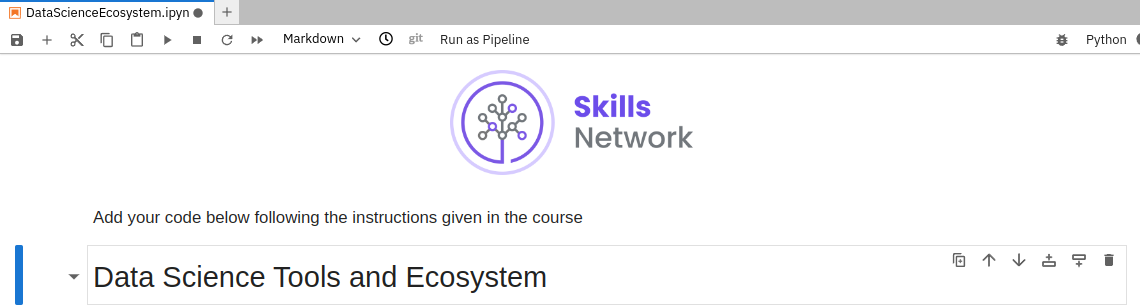 DataScienceEcosystem.ipyn
Markdown
git
Run as Pipeline
Python
Skills
Network
Add your code below following the instructions given in the course
Data Science Tools and Ecosystem